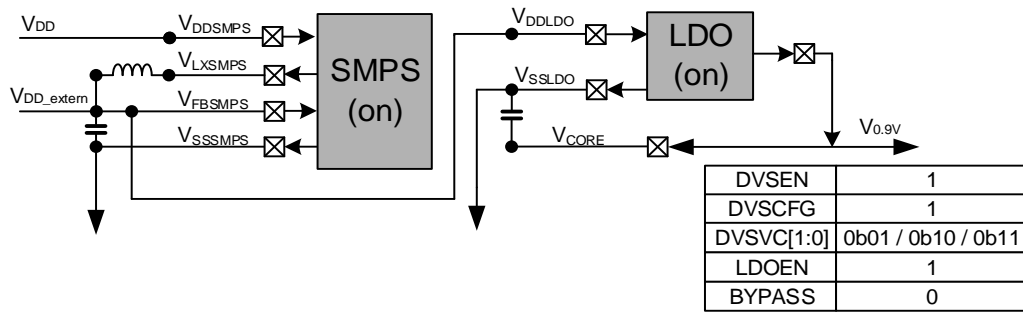 VDD
VDDSMPS
VLXSMPS
VDD_extern
VFBSMPS
VSSSMPS
SMPS
(on)
VDDLDO
VSSLDO
VCORE
LDO
(on)
V0.9V
DVSEN 1
DVSCFG 1
DVSVC[1:0] 0b01 / 0b10 / 0b11
LDOEN 1
BYPASS 0